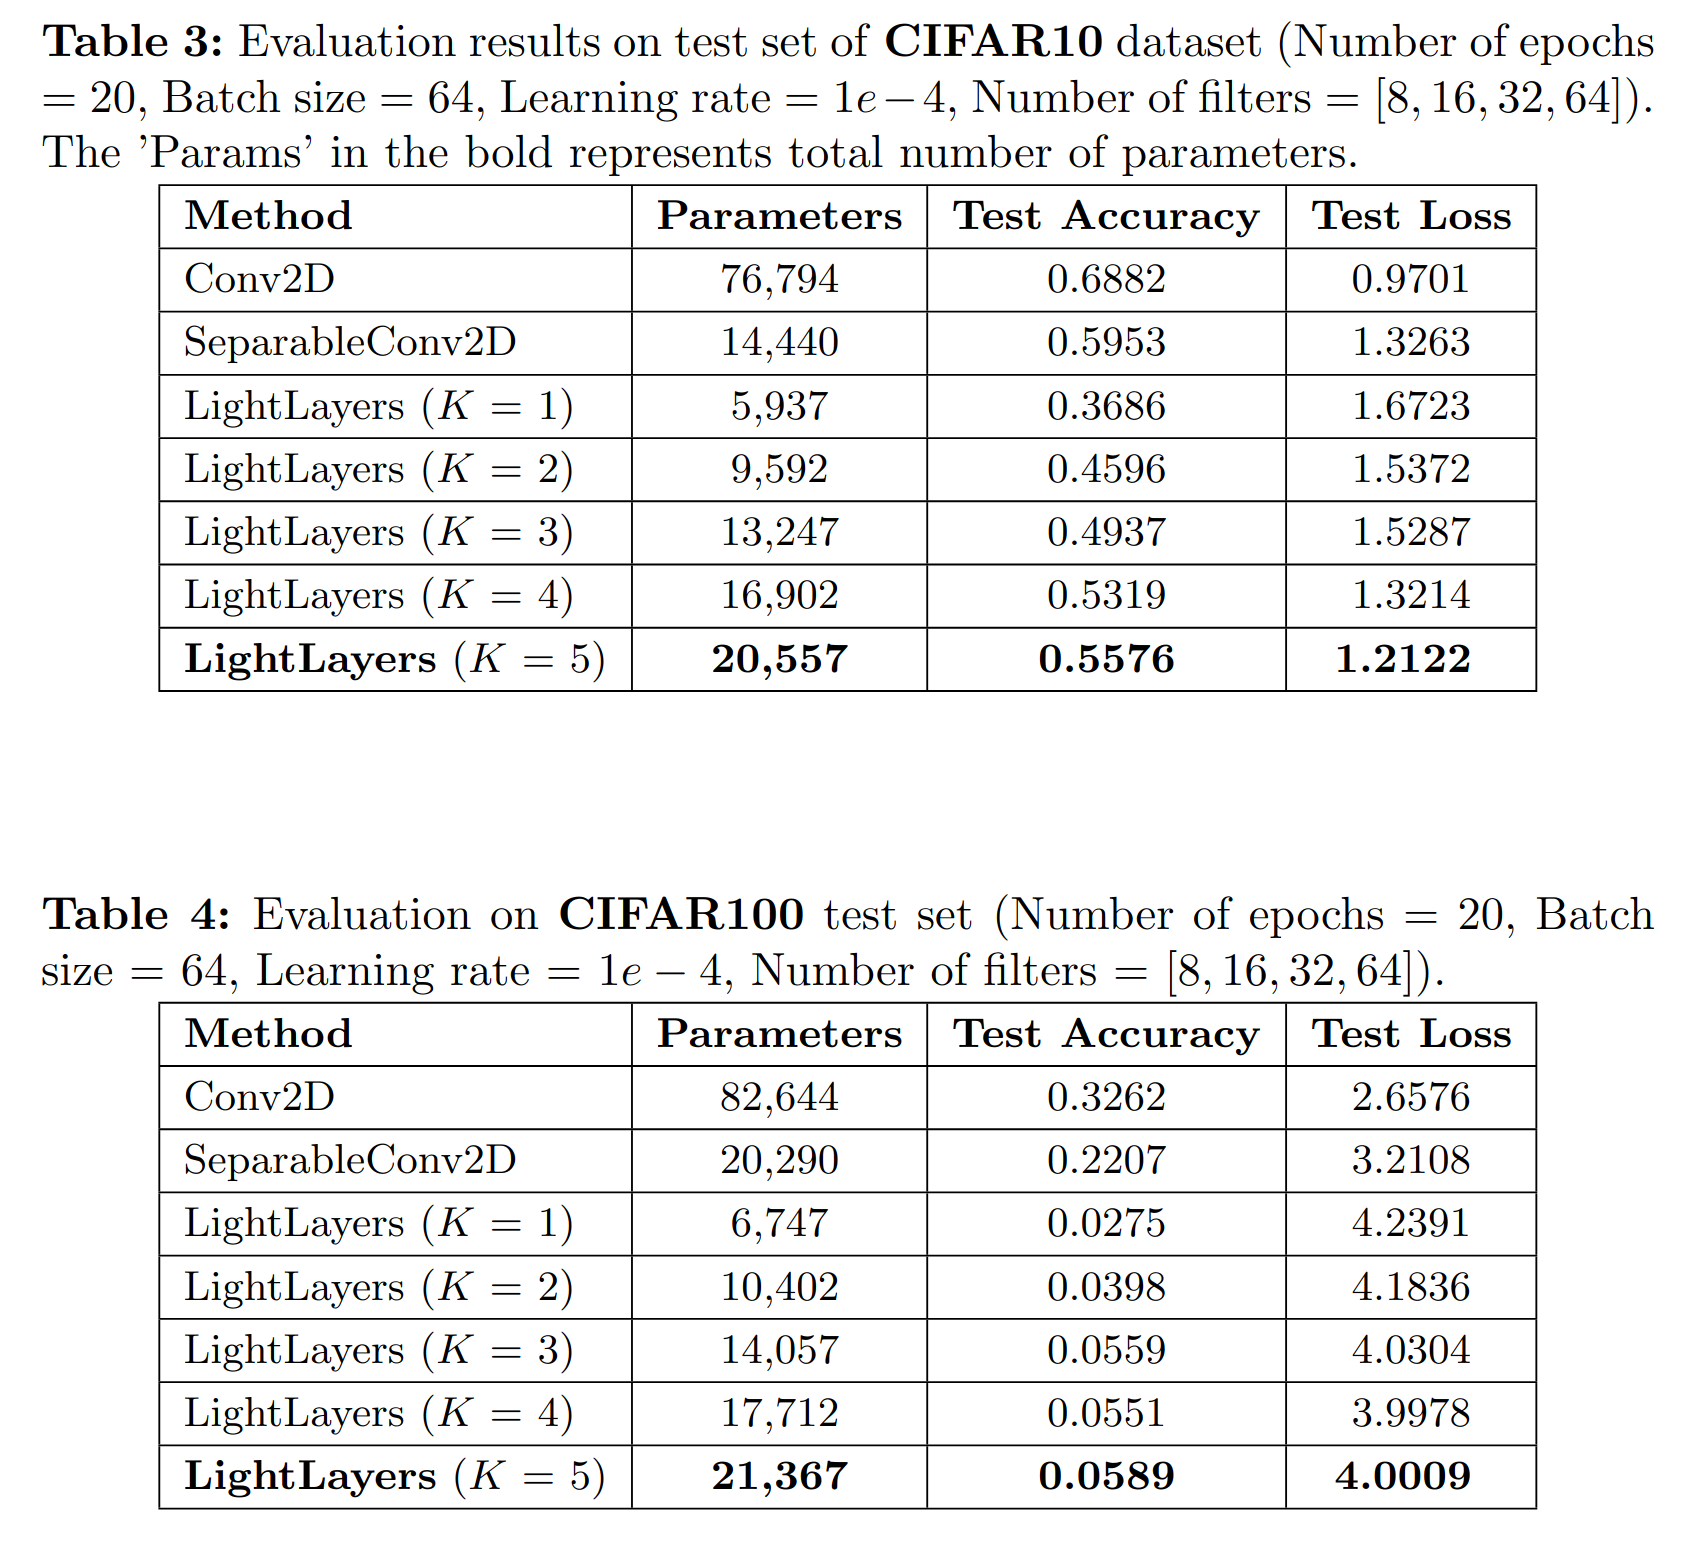 Table 3: Evaluation results on test set of CIFAR10 dataset (Number of epochs
= 20, Batch size = 64, Learning rate = 1e − 4, Number of filters = [8, 16, 32, 64]).
The ’Params’ in the bold represents total number of parameters.
Method Parameters Test Accuracy Test Loss
Conv2D 76,794 0.6882 0.9701
SeparableConv2D 14,440 0.5953 1.3263
LightLayers (K = 1) 5,937 0.3686 1.6723
LightLayers (K = 2) 9,592 0.4596 1.5372
LightLayers (K = 3) 13,247 0.4937 1.5287
LightLayers (K = 4) 16,902 0.5319 1.3214
LightLayers (K = 5) 20,557 0.5576 1.2122
Table 4: Evaluation on CIFAR100 test set (Number of epochs = 20, Batch
size = 64, Learning rate = 1e − 4, Number of filters = [8, 16, 32, 64]).
Method Parameters Test Accuracy Test Loss
Conv2D 82,644 0.3262 2.6576
SeparableConv2D 20,290 0.2207 3.2108
LightLayers (K = 1) 6,747 0.0275 4.2391
LightLayers (K = 2) 10,402 0.0398 4.1836
LightLayers (K = 3) 14,057 0.0559 4.0304
LightLayers (K = 4) 17,712 0.0551 3.9978
LightLayers (K = 5) 21,367 0.0589 4.0009